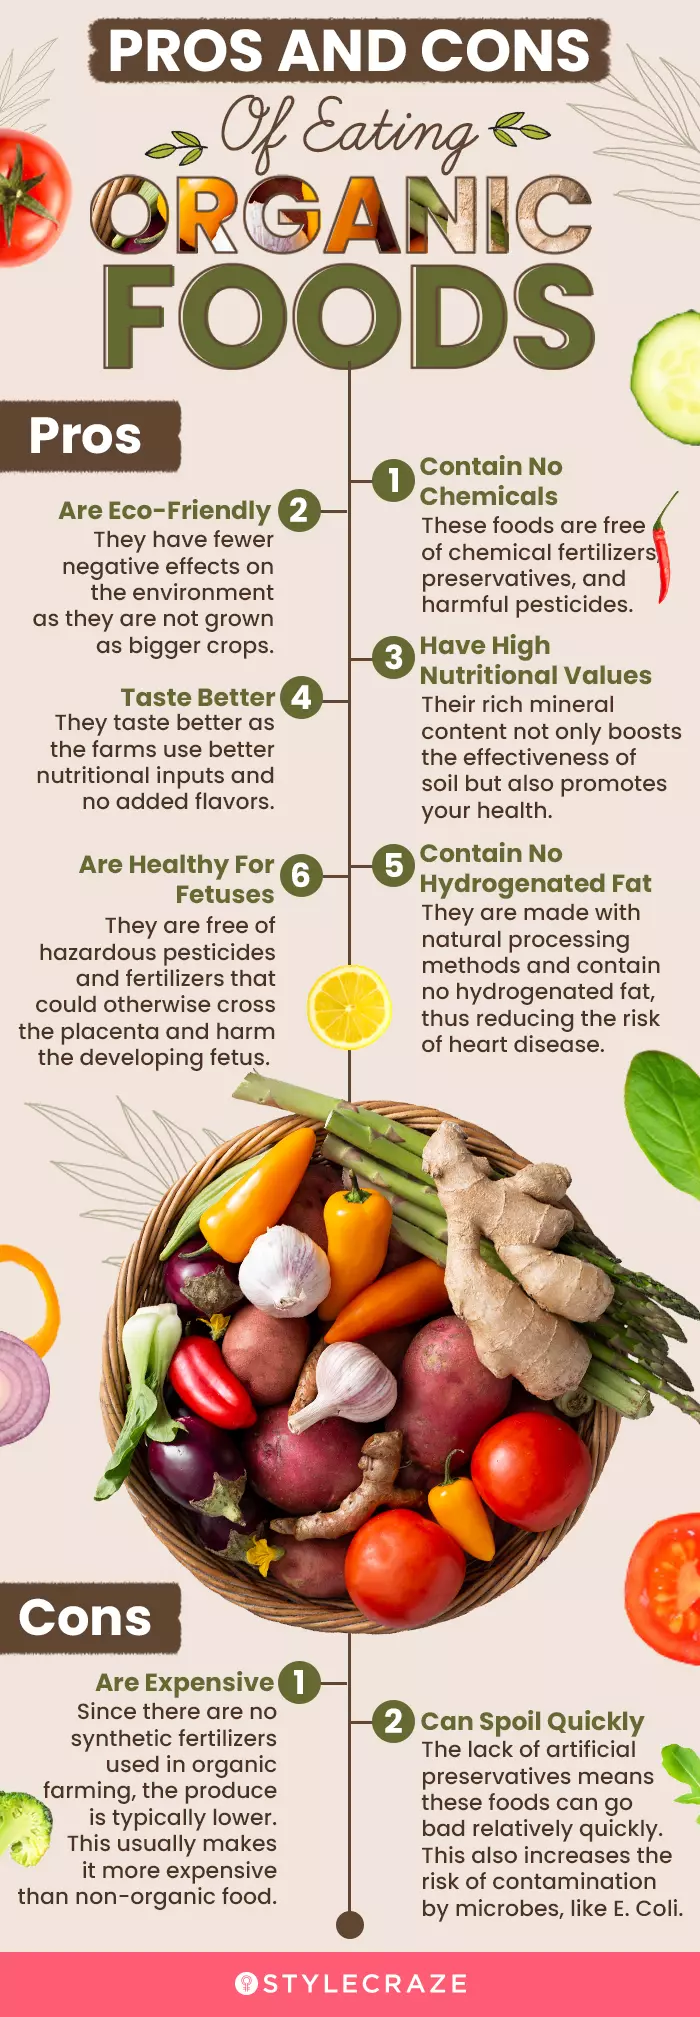 PROS AND CONS
Of Eating
ORGANIC
FOODS
Pros
1
Contain No
Chemicals
These foods are free
of chemical fertilizers,
preservatives, and
harmful pesticides.
Are Eco-Friendly
2
They have fewer
negative effects on
the environment
as they are not grown
as bigger crops.
3
Have High
Nutritional Values
Their rich mineral
content not only boosts
the effectiveness of
soil but also promotes
your health.
Taste Better
4
They taste better as
the farms use better
nutritional inputs and
no added flavors.
5
Contain No
Hydrogenated Fat
They are made with
natural processing
methods and contain
no hydrogenated fat,
thus reducing the risk
of heart disease.
Are Healthy For
Fetuses
6
They are free of
hazardous pesticides
and fertilizers that
could otherwise cross
the placenta and harm
the developing fetus.
Cons
Are Expensive
1
Since there are no
synthetic fertilizers
used in organic
farming, the produce
is typically lower.
This usually makes
it more expensive
than non-organic food.
2
Can Spoil Quickly
The lack of artificial
preservatives means
these foods can go
bad relatively quickly.
This also increases the
risk of contamination
by microbes, like E. Coli.
STYLECRAZE